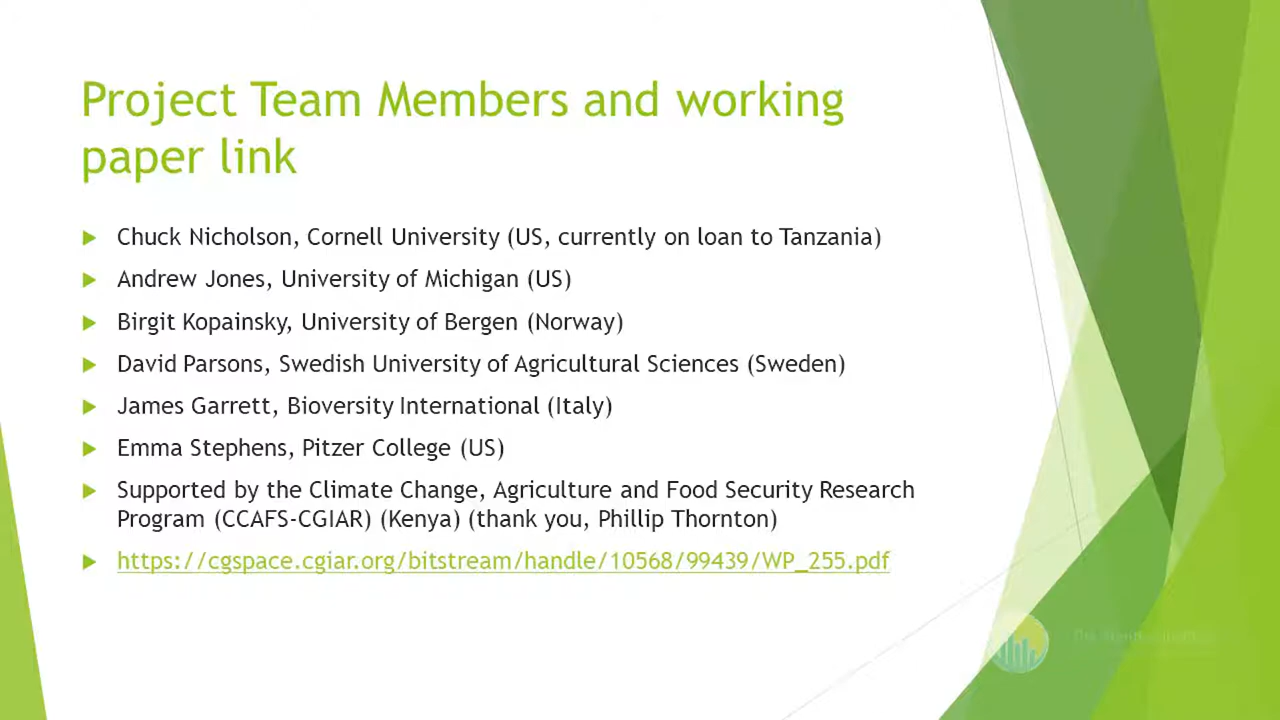 Project Team Members and working
paper link
Chuck Nicholson, Cornell University (US, currently on loan to Tanzania)
Andrew Jones, University of Michigan (US)
Birgit Kopainsky, University of Bergen (Norway)
David Parsons, Swedish University of Agricultural Sciences (Sweden)
James Garrett, Bioversity International (Italy)
Emma Stephens, Pitzer College (US)
Supported by the Climate Change, Agriculture and Food Security Research
Program (CCAFS-CGIAR) (Kenya) (thank you, Phillip Thornton)
https://cgspace.cgiar.org/bitstream/handle/10568/99439/WP_255.pdf